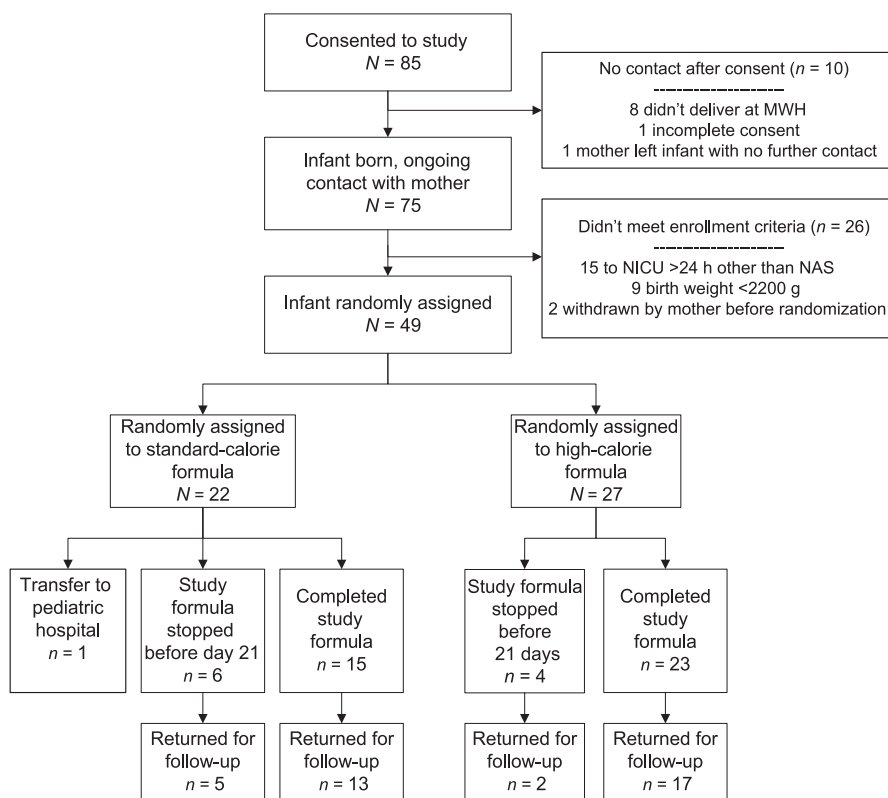 Consented to study
N = 85
No contact after consent (n = 10)
-----------------------
8 didn't deliver at MWH
1 incomplete consent
1 mother left infant with no further contact
Infant born, ongoing
contact with mother
N = 75
Didn't meet enrollment criteria (n = 26)
-----------------------
15 to NICU >24 h other than NAS
9 birth weight <2200 g
2 withdrawn by mother before randomization
Infant randomly assigned
N = 49
Randomly assigned
to standard-calorie
formula
N = 22
Randomly assigned
to high-calorie
formula
N = 27
Transfer to
pediatric
hospital
n = 1
Study
formula
stopped
before day 21
n = 6
Completed
study
formula
n = 15
Study formula
stopped
before
21 days
n = 4
Completed
study
formula
n = 23
Returned for
follow-up
n = 5
Returned for
follow-up
n = 13
Returned for
follow-up
n = 2
Returned for
follow-up
n = 17